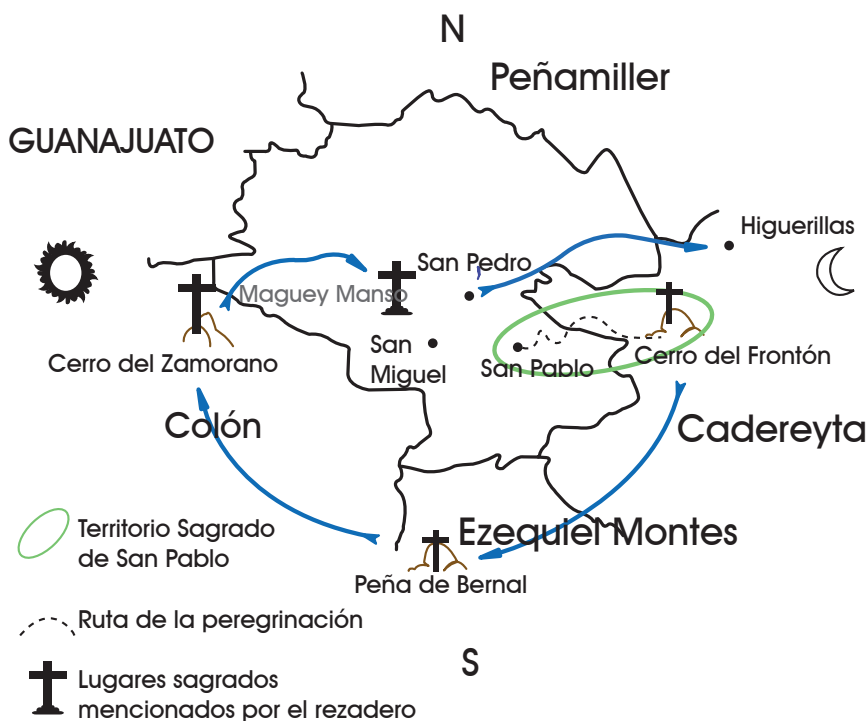 N
Peñamiller
GUANAJUATO
Higuerillas
San Pedro
Maguey Manso
San
Miguel
San Pablo
Cerro del Frontón
Cerro del Zamorano
Colón
Cadereyta
Ezequiel Montes
Peña de Bernal
S
Territorio Sagrado
de San Pablo
Ruta de la peregrinación
Lugares sagrados
mencionados por el rezadero